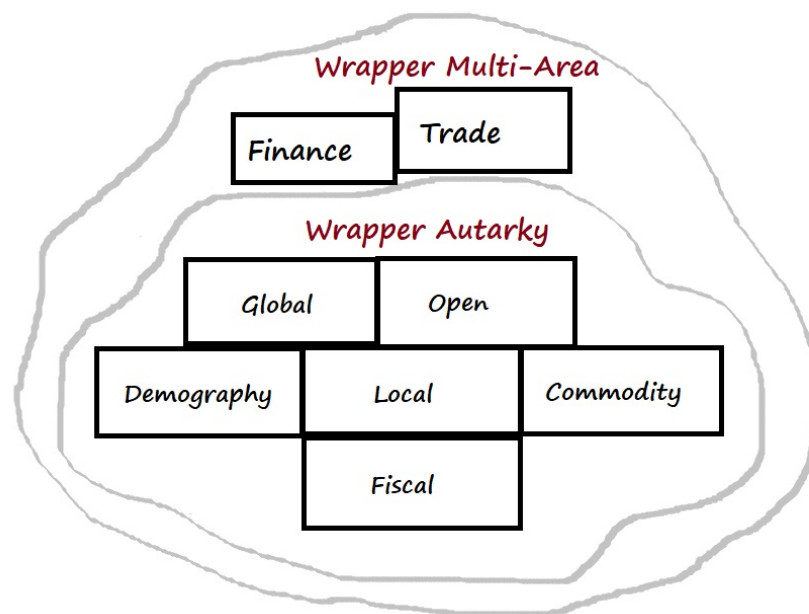 Wrapper Multi-Area
Finance
Trade
Wrapper Autarky
Global
Open
Demography
Local
Commodity
Fiscal